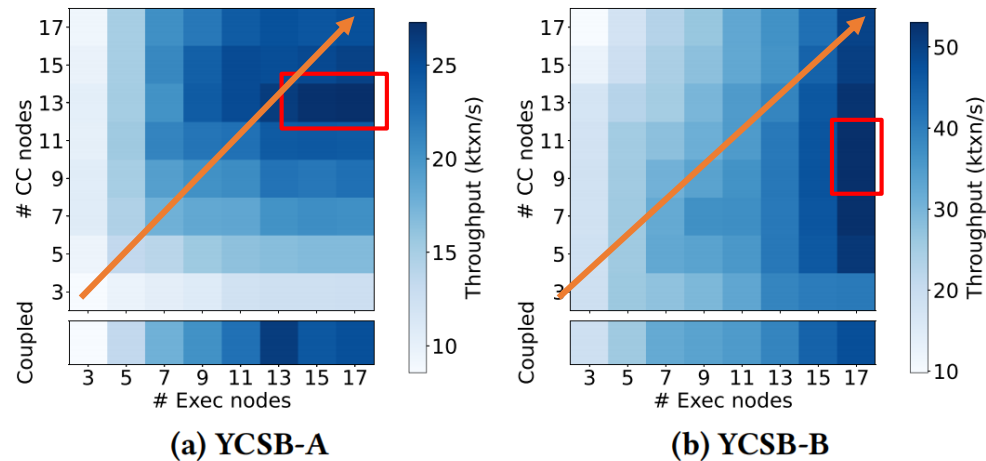 # CC nodes
17
15
13
11
9
7
5
3
Coupled
3 5 7 9 11 13 15 17
# Exec nodes
25
20
15
10
Throughput (ktxn/s)
(a) YCSB-A
# CC nodes
17
15
13
11
9
7
5
3
Coupled
3 5 7 9 11 13 15 17
# Exec nodes
50
40
30
20
10
Throughput (ktxn/s)
(b) YCSB-B